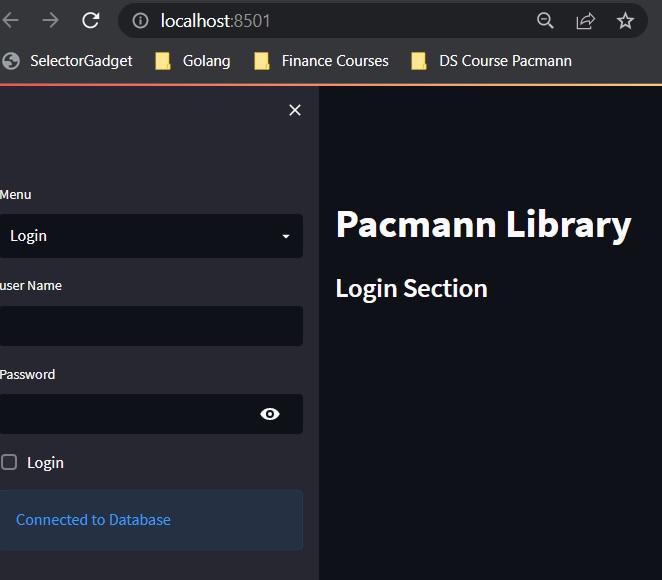 localhost:8501
SelectorGadget Golang Finance Courses DS Course Pacmann
Menu
Login
user Name
Password
Login
Connected to Database
Pacmann Library
Login Section